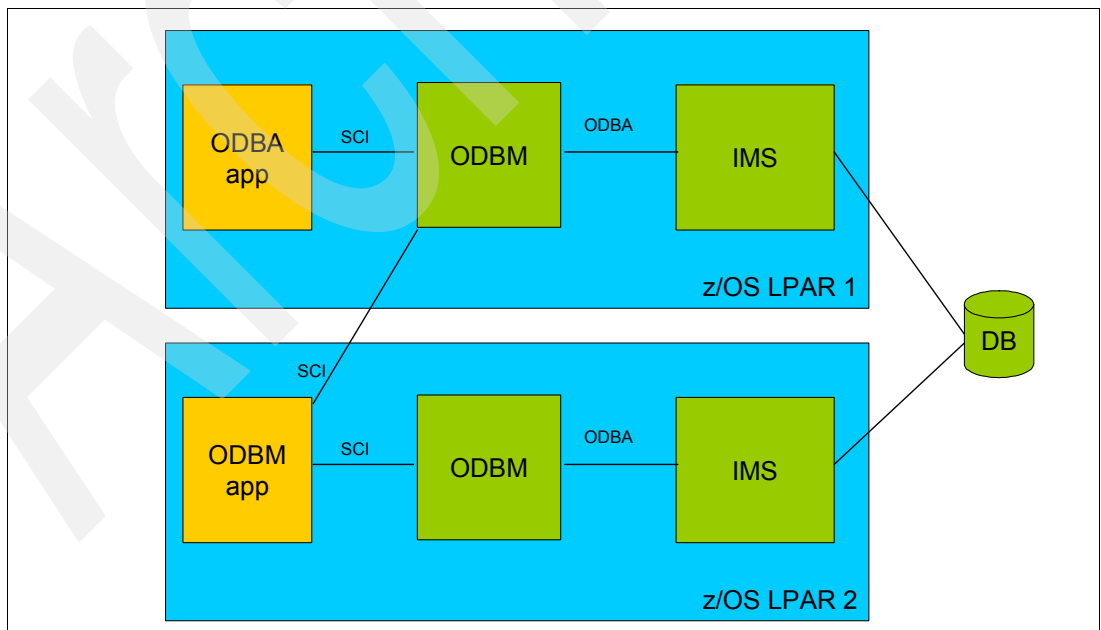 ODBA
app
SCI
ODBM
ODBA
IMS
z/OS LPAR 1
DB
SCI
ODBM
app
SCI
ODBM
ODBA
IMS
z/OS LPAR 2